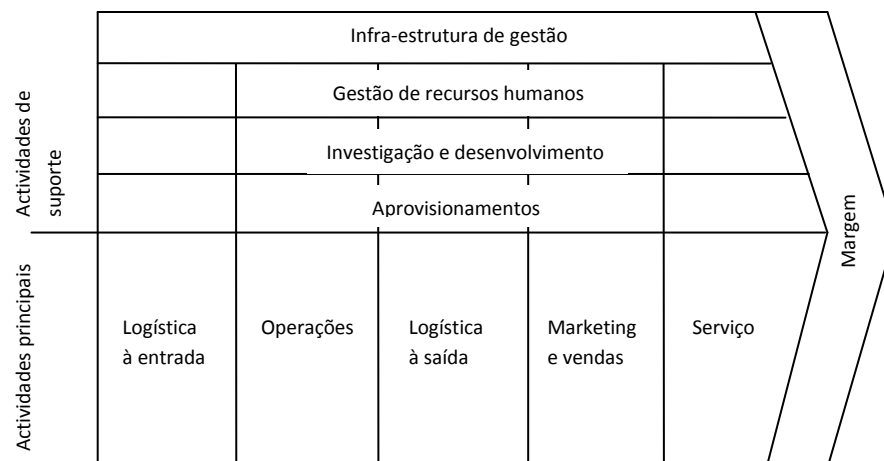 Infra-estrutura de gestão
Gestão de recursos humanos
Investigação e desenvolvimento
Aprovisionamentos
Actividades de
suporte
Margem
Actividades principais
Logística
à entrada
Operações
Logística
à saída
Marketing
e vendas
Serviço